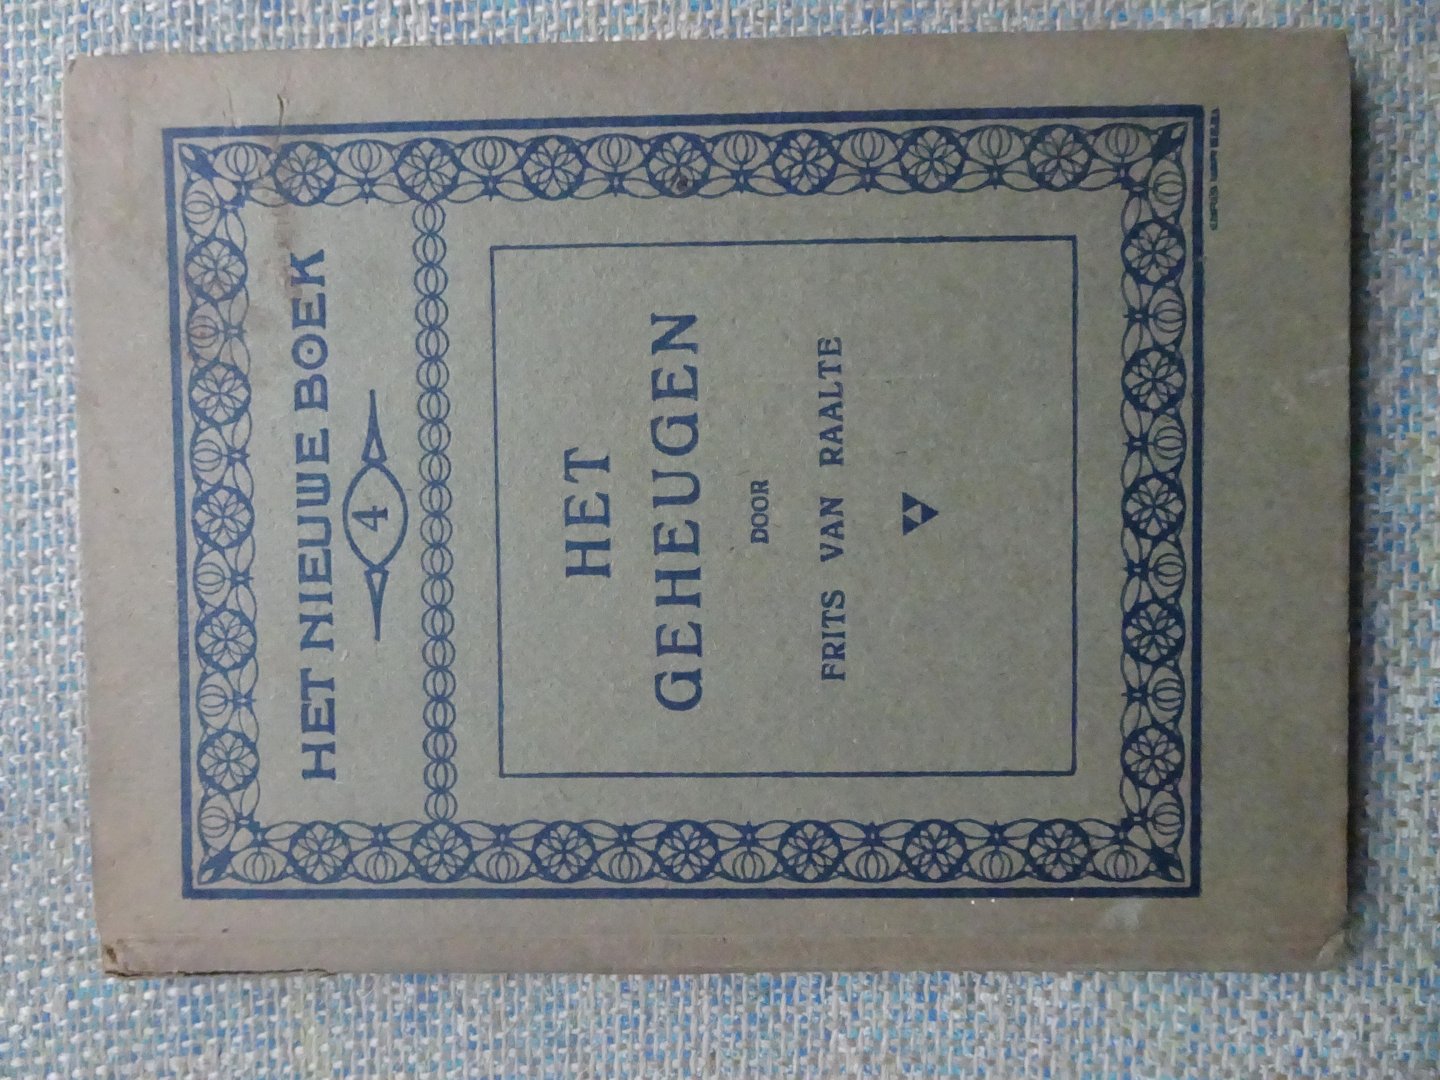 HET NIEUWE BOEK
4
HET
GEHEUGEN
DOOR
FRITS VAN RAALTE